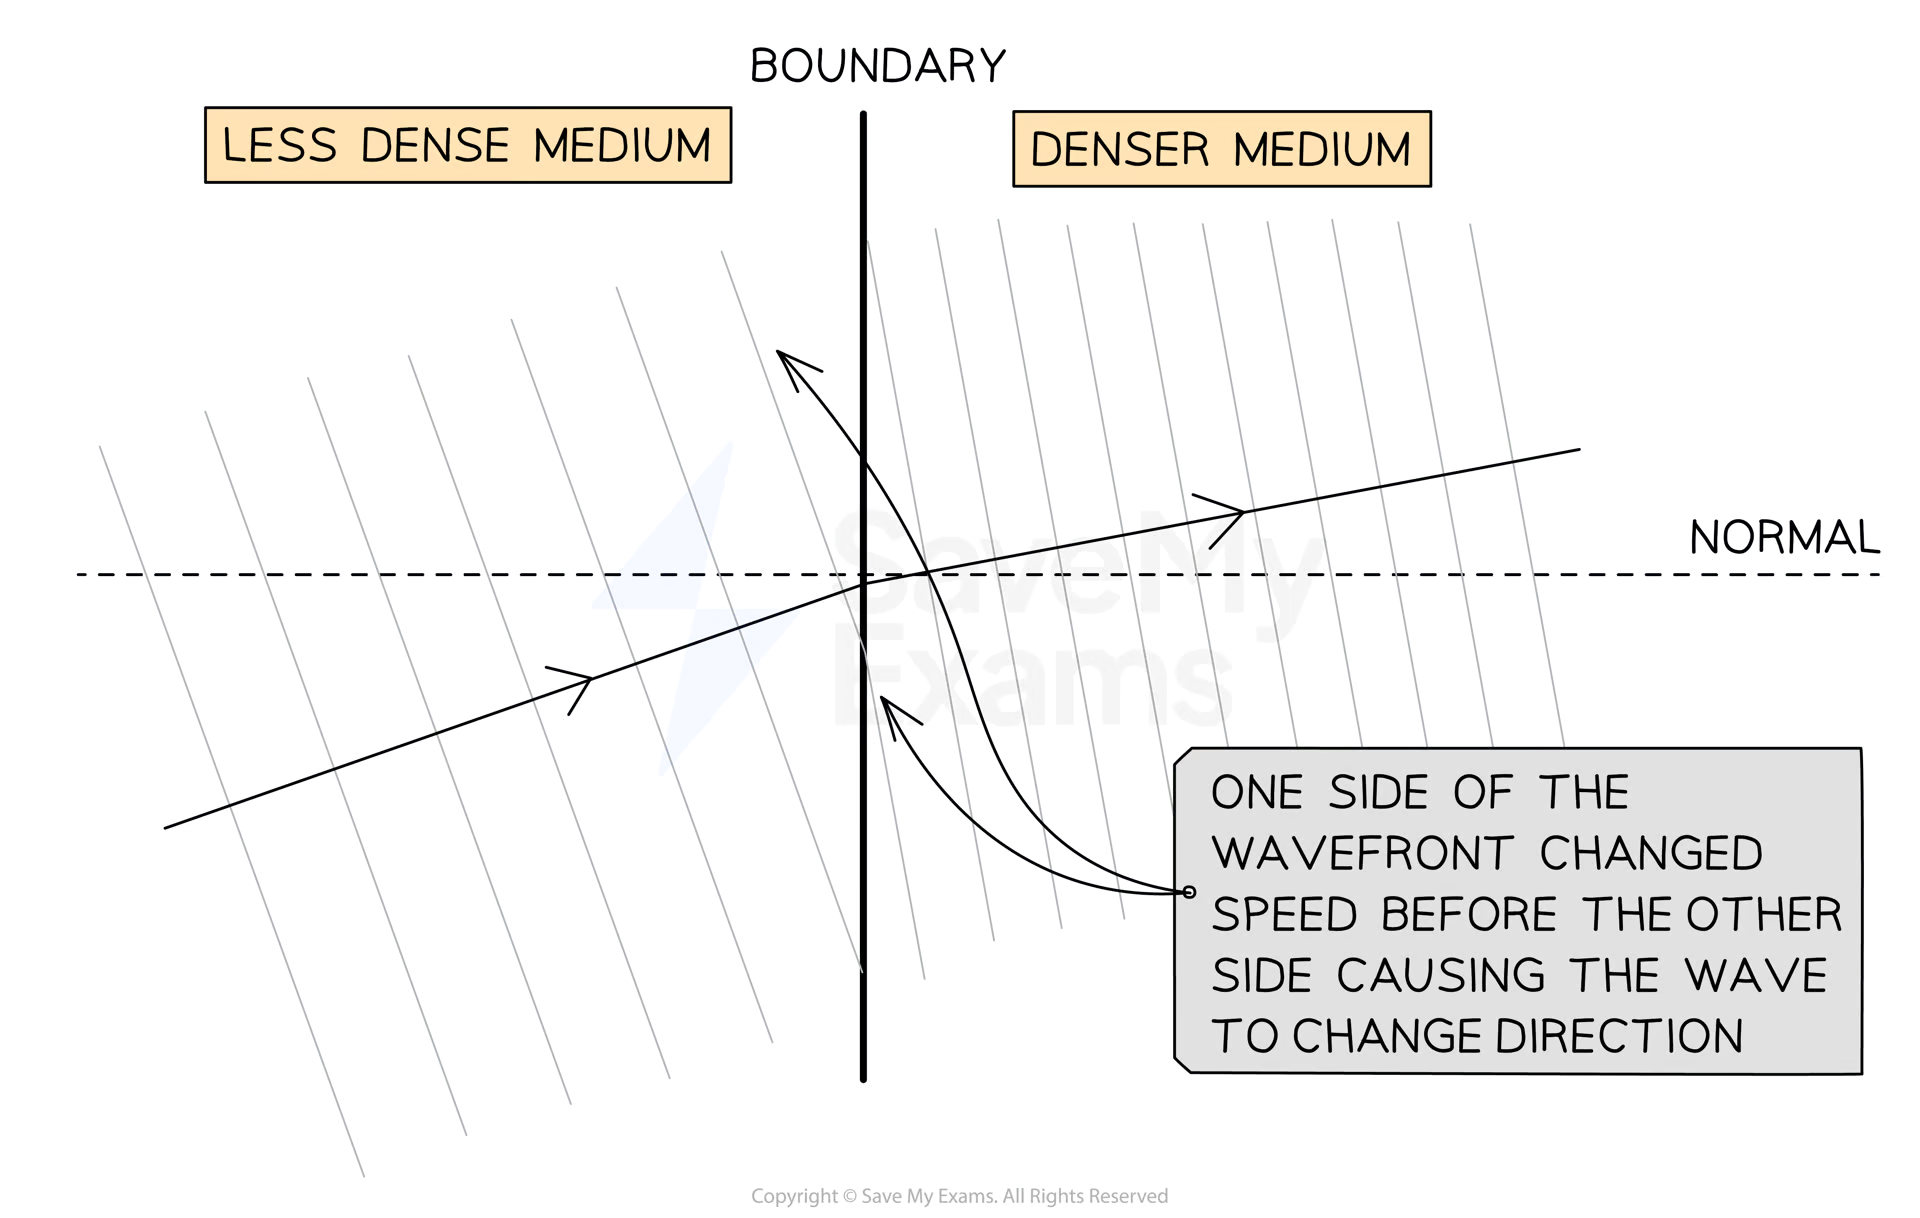 BOUNDARY
LESS DENSE MEDIUM
DENSER MEDIUM
NORMAL
SaveMy
Exams
ONE SIDE OF THE
WAVEFRONT CHANGED
SPEED BEFORE THE OTHER
SIDE CAUSING THE WAVE
TO CHANGE DIRECTION
Copyright © Save My Exams. All Rights Reserved